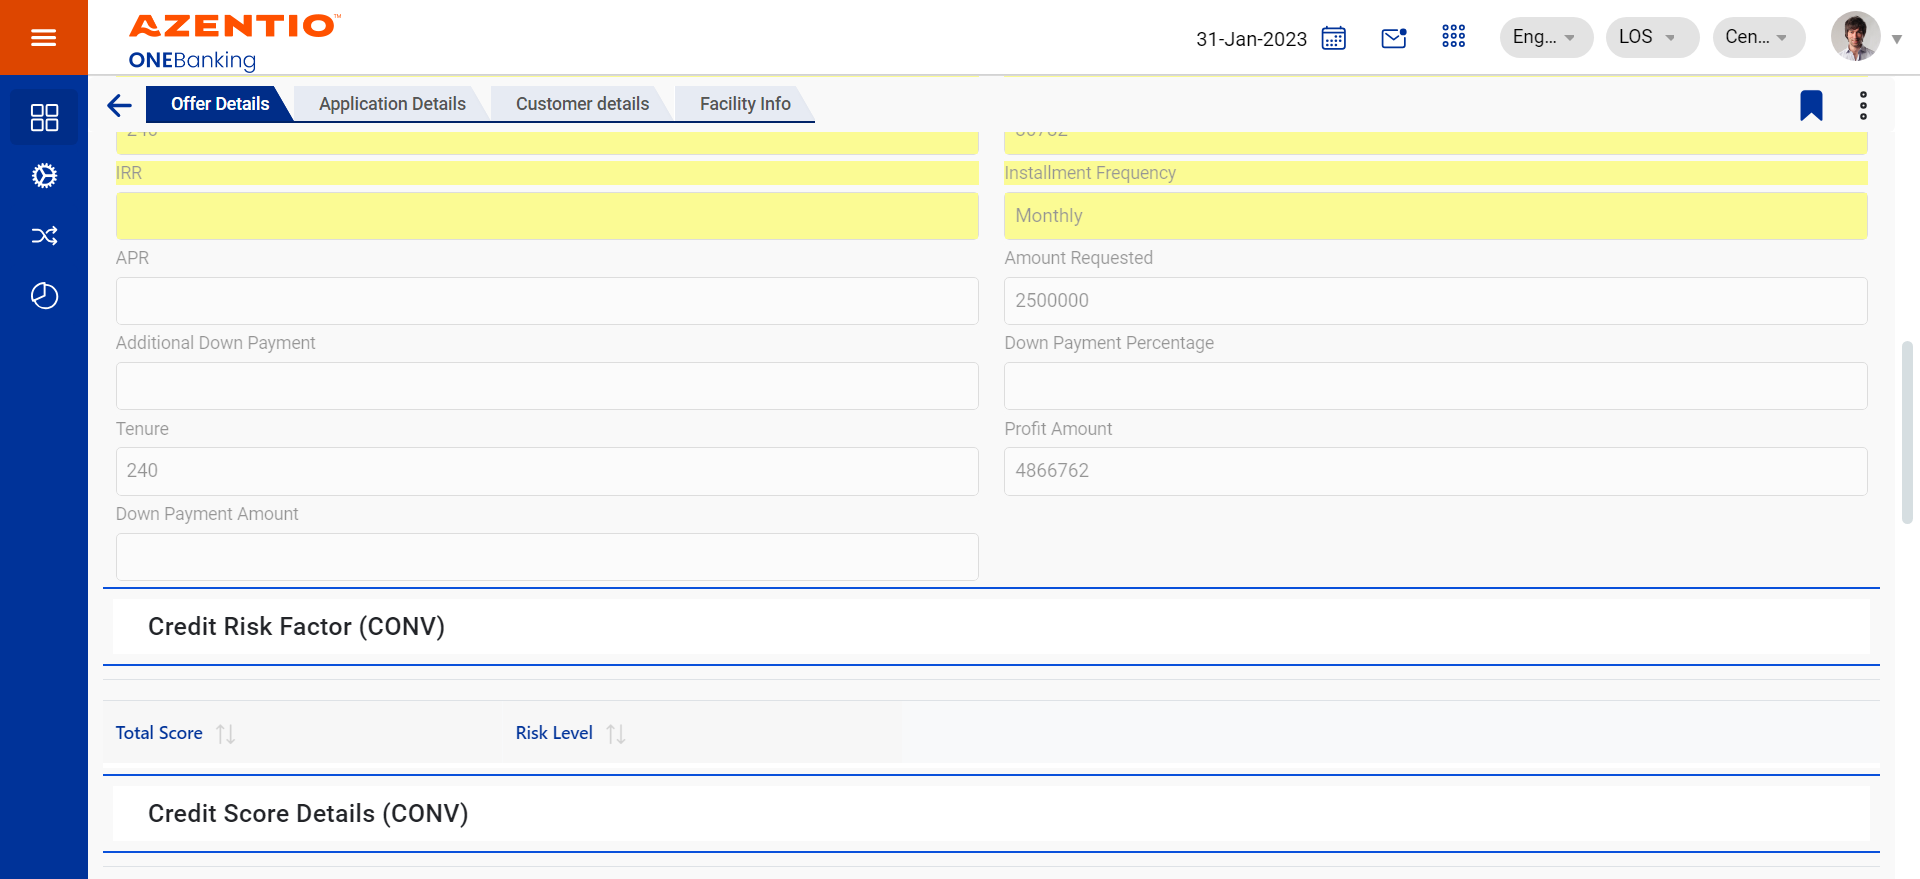 AZENTIO™
ONEBanking
31-Jan-2023
Eng...
LOS
Cen...
Offer Details
Application Details
Customer details
Facility Info
IRR
Installment Frequency
Monthly
APR
Amount Requested
2500000
Additional Down Payment
Down Payment Percentage
Tenure
Profit Amount
240
4866762
Down Payment Amount
Credit Risk Factor (CONV)
Total Score
Risk Level
Credit Score Details (CONV)